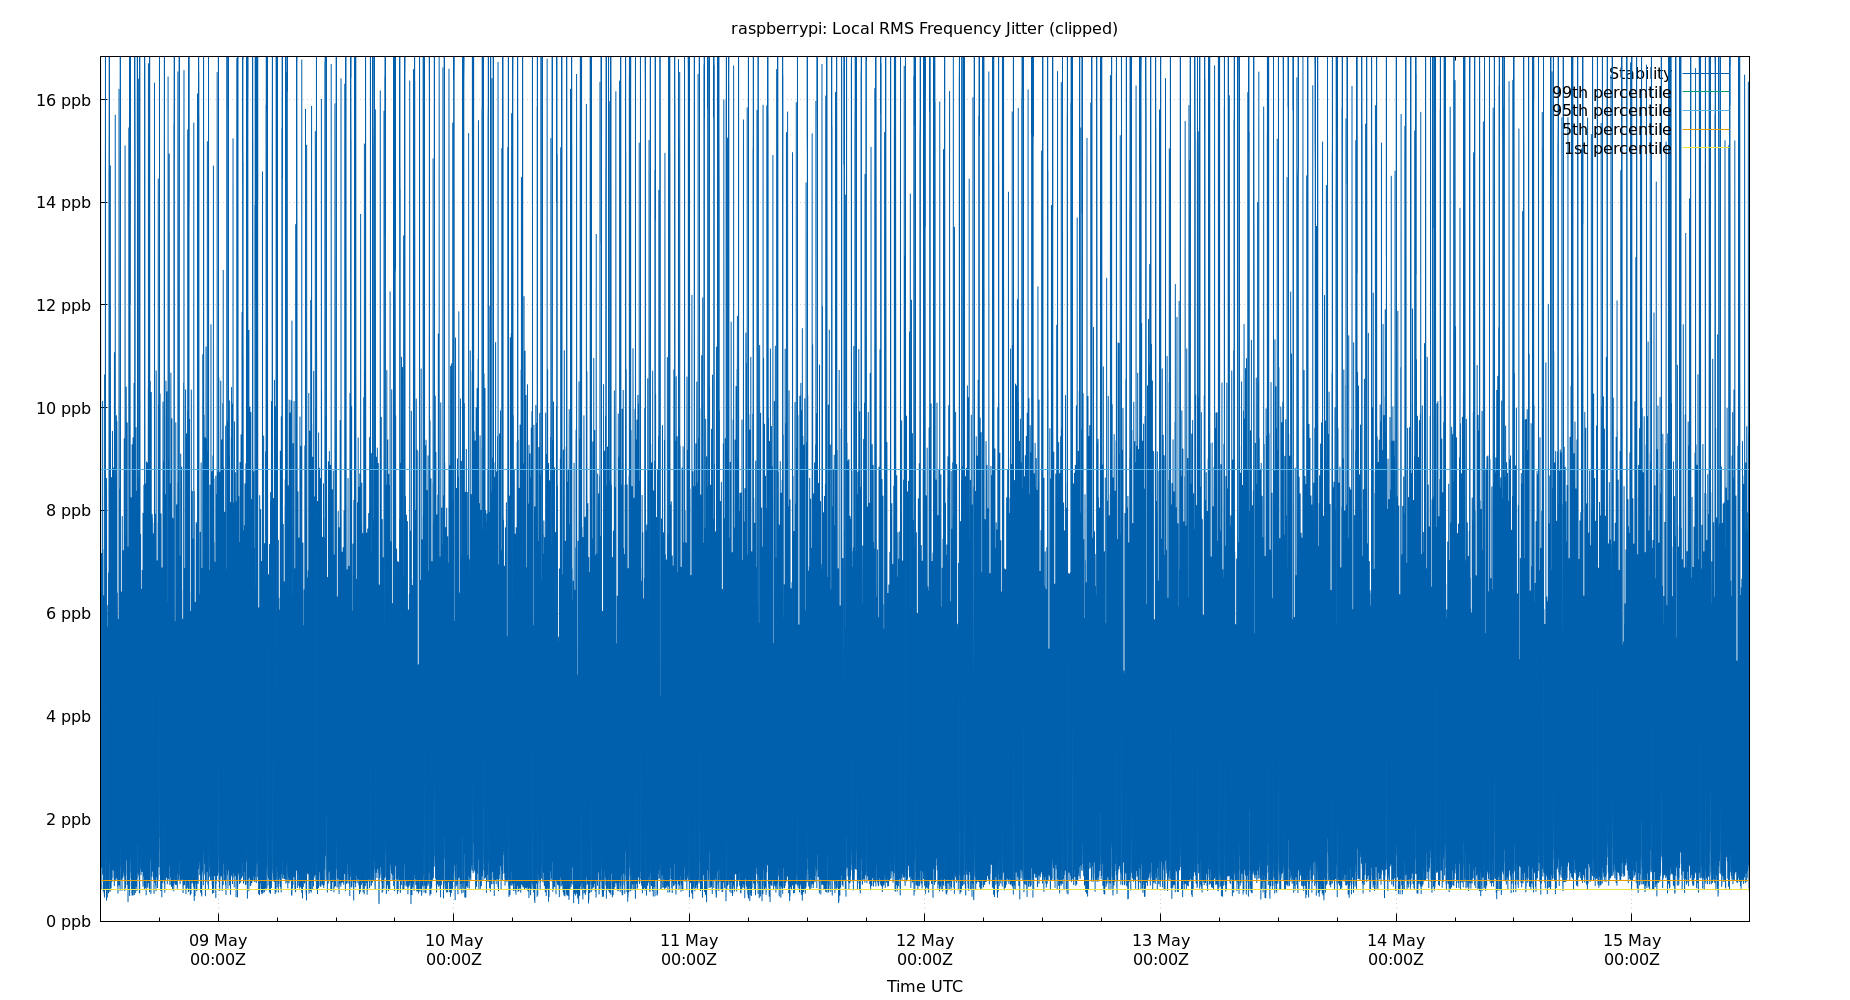 raspberrypi: Local RMS Frequency Jitter (clipped)
Stability
99th percentile
95th percentile
5th percentile
1st percentile
16 ppb
14 ppb
12 ppb
10 ppb
8 ppb
6 ppb
4 ppb
2 ppb
0 ppb
09 May 10 May 11 May 12 May 13 May 14 May 15 May
00:00Z 00:00Z 00:00Z 00:00Z 00:00Z 00:00Z 00:00Z
Time UTC